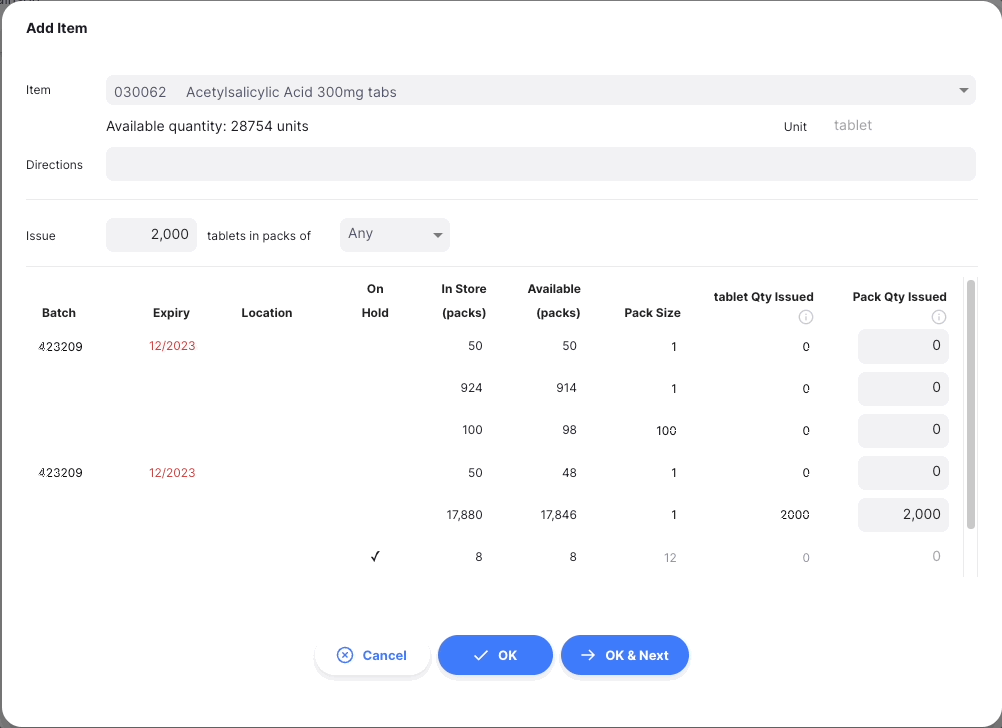 Add Item
Item 030062 Acetylsalicylic Acid 300mg tabs
Available quantity: 28754 units Unit tablet
Directions
Issue 2,000 tablets in packs of Any
Batch Expiry Location On Hold In Store (packs) Available (packs) Pack Size tablet Qty Issued Pack Qty Issued
423209 12/2023 50 50 1 0 0
924 914 1 0 0
100 98 100 0 0
423209 12/2023 50 48 1 0 0
17,880 17,846 1 2000 2,000
✓ 8 8 12 0 0
Cancel OK OK & Next